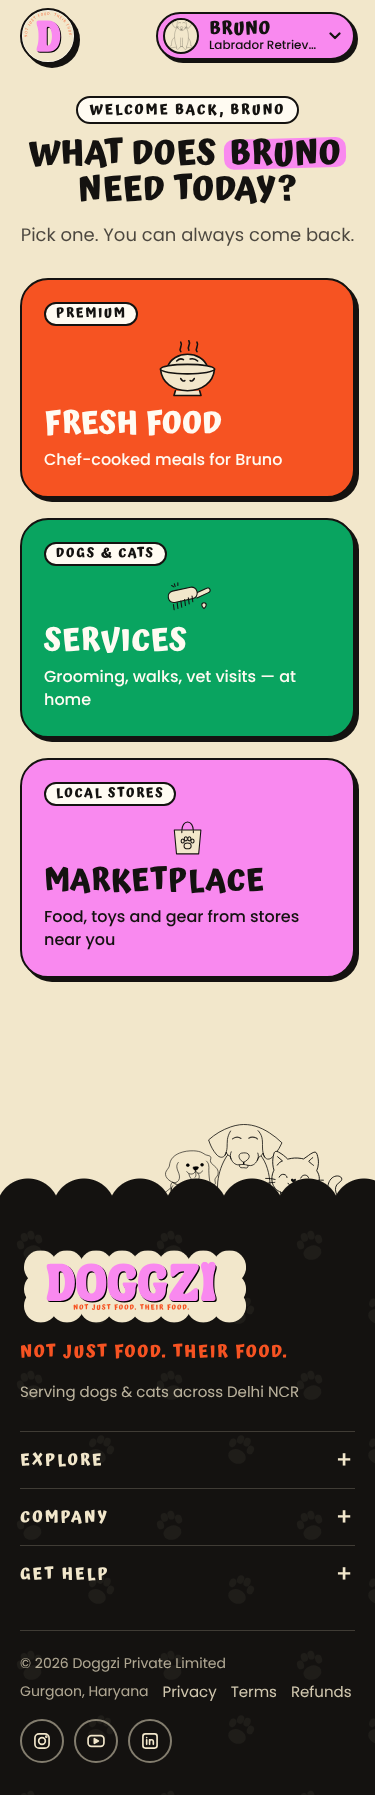 D
BRUNO
Labrador Retriev...
WELCOME BACK, BRUNO
WHAT DOES BRUNO
NEED TODAY?
Pick one. You can always come back.
PREMIUM
FRESH FOOD
Chef-cooked meals for Bruno
DOGS & CATS
SERVICES
Grooming, walks, vet visits — at
home
LOCAL STORES
MARKETPLACE
Food, toys and gear from stores
near you
DOGGZI
NOT JUST FOOD. THEIR FOOD.
NOT JUST FOOD. THEIR FOOD.
Serving dogs & cats across Delhi NCR
EXPLORE +
COMPANY +
GET HELP +
© 2026 Doggzi Private Limited
Gurgaon, Haryana Privacy Terms Refunds
in